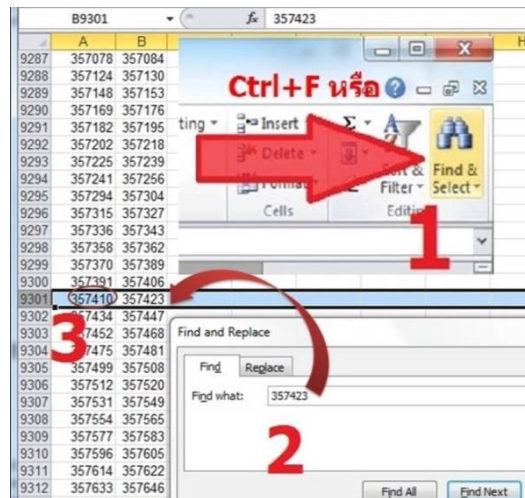 B9301 fx 357423
A B H
9287 357078 357084
9288 357124 357130
9289 357148 357153
9290 357169 357176
9291 357182 357195
9292 357202 357218
9293 357225 357239
9294 357241 357256
9295 357294 357304
9296 357315 357327
9297 357336 357343
9298 357358 357362
9299 357370 357389
9300 357391 357406
9301 357410 357423
9302 357434 357447
9303 357452 357468
9304 357475 357481
9305 357499 357508
9306 357512 357520
9307 357531 357549
9308 357554 357565
9309 357577 357583
9310 357596 357605
9311 357614 357622
9312 357633 357646
Ctrl+F หรือ
ting Insert Σ
Delete
Format
Sort & Filter
Find & Select
Cells
1
3
Find and Replace
Find Replace
Find what: 357423
2
Find All Find Next